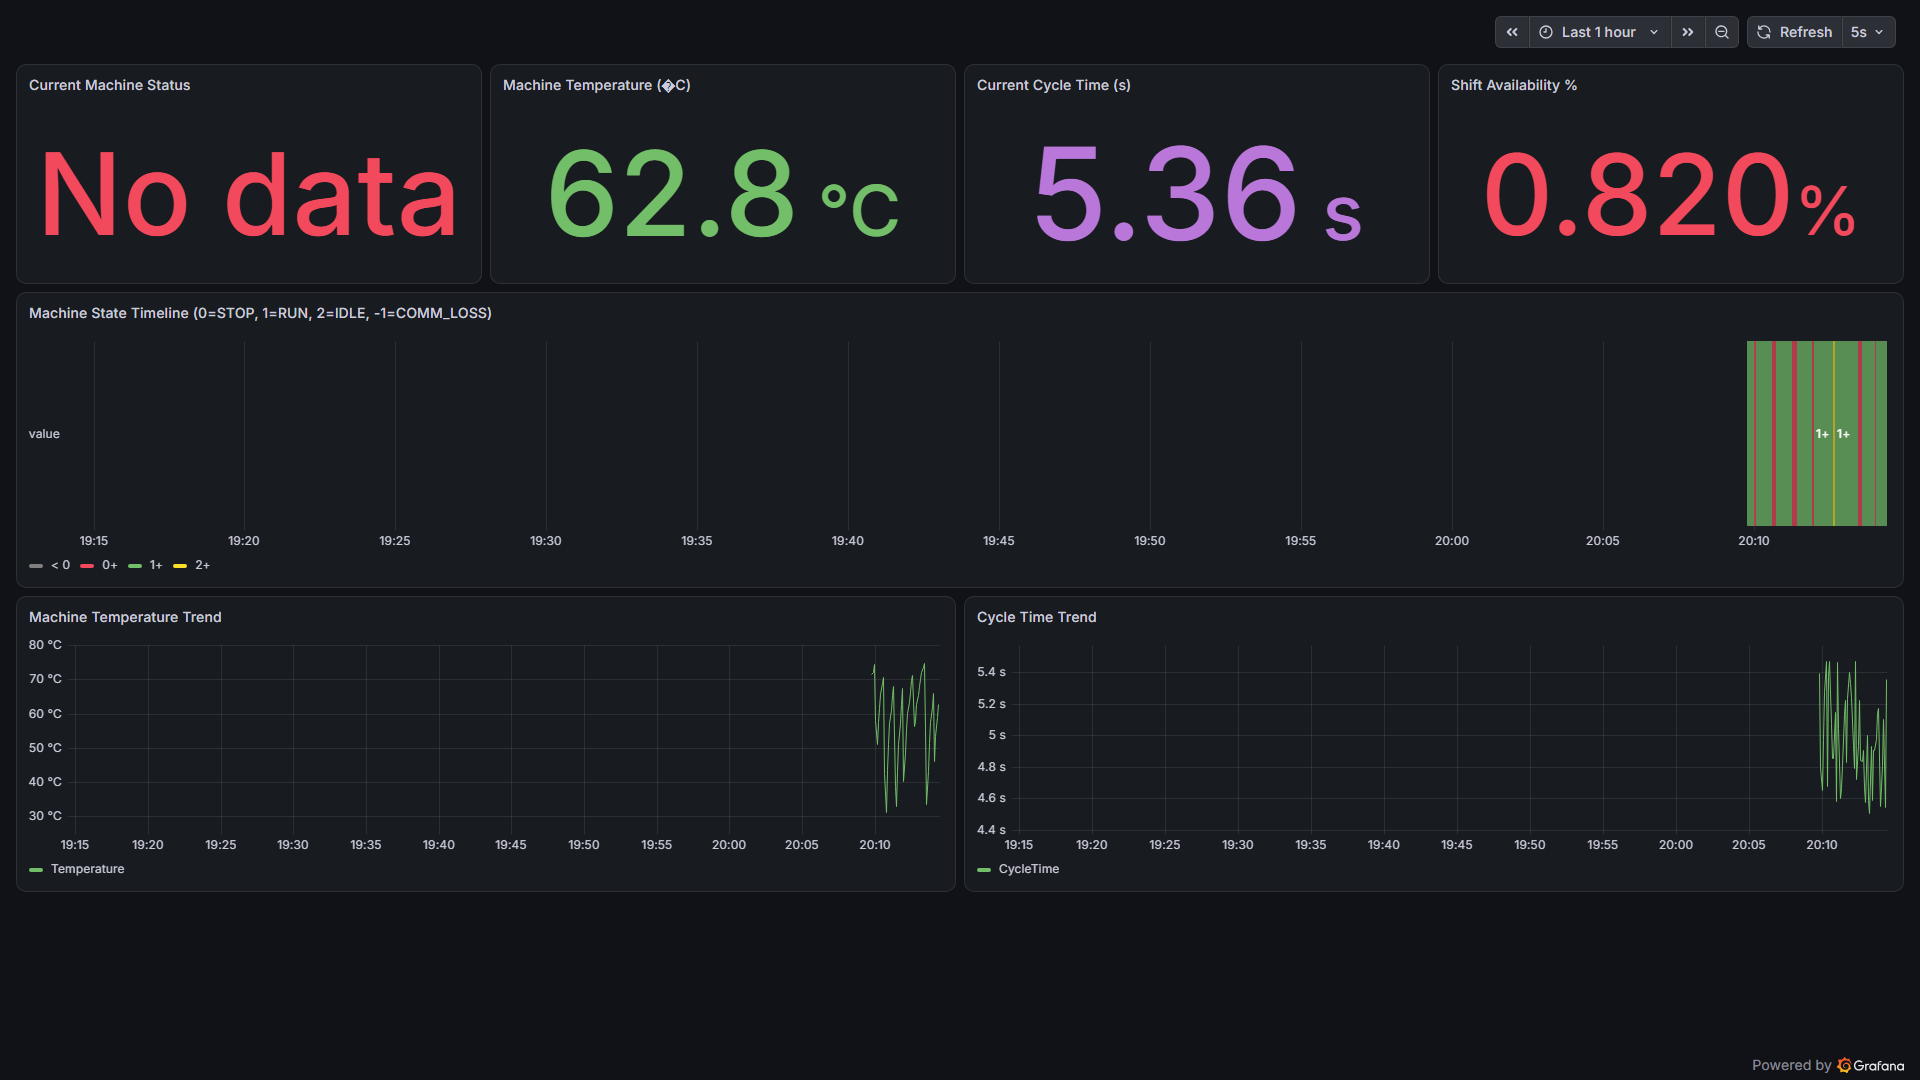 Last 1 hour
Refresh
5s
Current Machine Status
No data
Machine Temperature (�C)
62.8 °C
Current Cycle Time (s)
5.36 s
Shift Availability %
0.820%
Machine State Timeline (0=STOP, 1=RUN, 2=IDLE, -1=COMM_LOSS)
value
1+ 1+
19:15 19:20 19:25 19:30 19:35 19:40 19:45 19:50 19:55 20:00 20:05 20:10
< 0 0+ 1+ 2+
Machine Temperature Trend
80 °C
70 °C
60 °C
50 °C
40 °C
30 °C
19:15 19:20 19:25 19:30 19:35 19:40 19:45 19:50 19:55 20:00 20:05 20:10
Temperature
Cycle Time Trend
5.4 s
5.2 s
5 s
4.8 s
4.6 s
4.4 s
19:15 19:20 19:25 19:30 19:35 19:40 19:45 19:50 19:55 20:00 20:05 20:10
CycleTime
Powered by Grafana